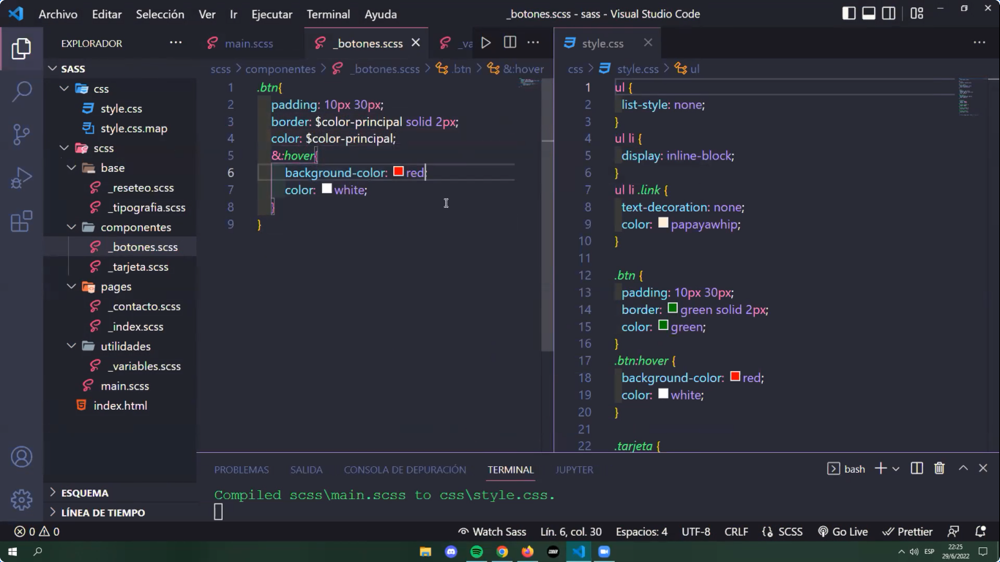 Archivo Editar Selección Ver Ir Ejecutar Terminal Ayuda
_botones.scss - sass - Visual Studio Code
EXPLORADOR
SASS
css
style.css
style.css.map
scss
base
_reseteo.scss
_tipografia.scss
componentes
_botones.scss
_tarjeta.scss
pages
_contacto.scss
_index.scss
utilidades
_variables.scss
main.scss
index.html
ESQUEMA
LÍNEA DE TIEMPO
main.scss _botones.scss _va
scss > componentes > _botones.scss > .btn > &:hover
1 .btn{
2 padding: 10px 30px;
3 border: $color-principal solid 2px;
4 color: $color-principal;
5 &:hover{
6 background-color: red;
7 color: white;
8 }
9 }
style.css
css > style.css > ul
1 ul {
2 list-style: none;
3 }
4 ul li {
5 display: inline-block;
6 }
7 ul li .link {
8 text-decoration: none;
9 color: papayawhip;
10 }
11
12 .btn {
13 padding: 10px 30px;
14 border: green solid 2px;
15 color: green;
16 }
17 .btn:hover {
18 background-color: red;
19 color: white;
20 }
21
22 .tarjeta {
PROBLEMAS SALIDA CONSOLA DE DEPURACIÓN TERMINAL JUPYTER
bash
Compiled scss\main.scss to css\style.css.
0 0
Watch Sass Lín. 6, col. 30 Espacios: 4 UTF-8 CRLF SCSS Go Live Prettier
ESP
22:25
29/6/2022